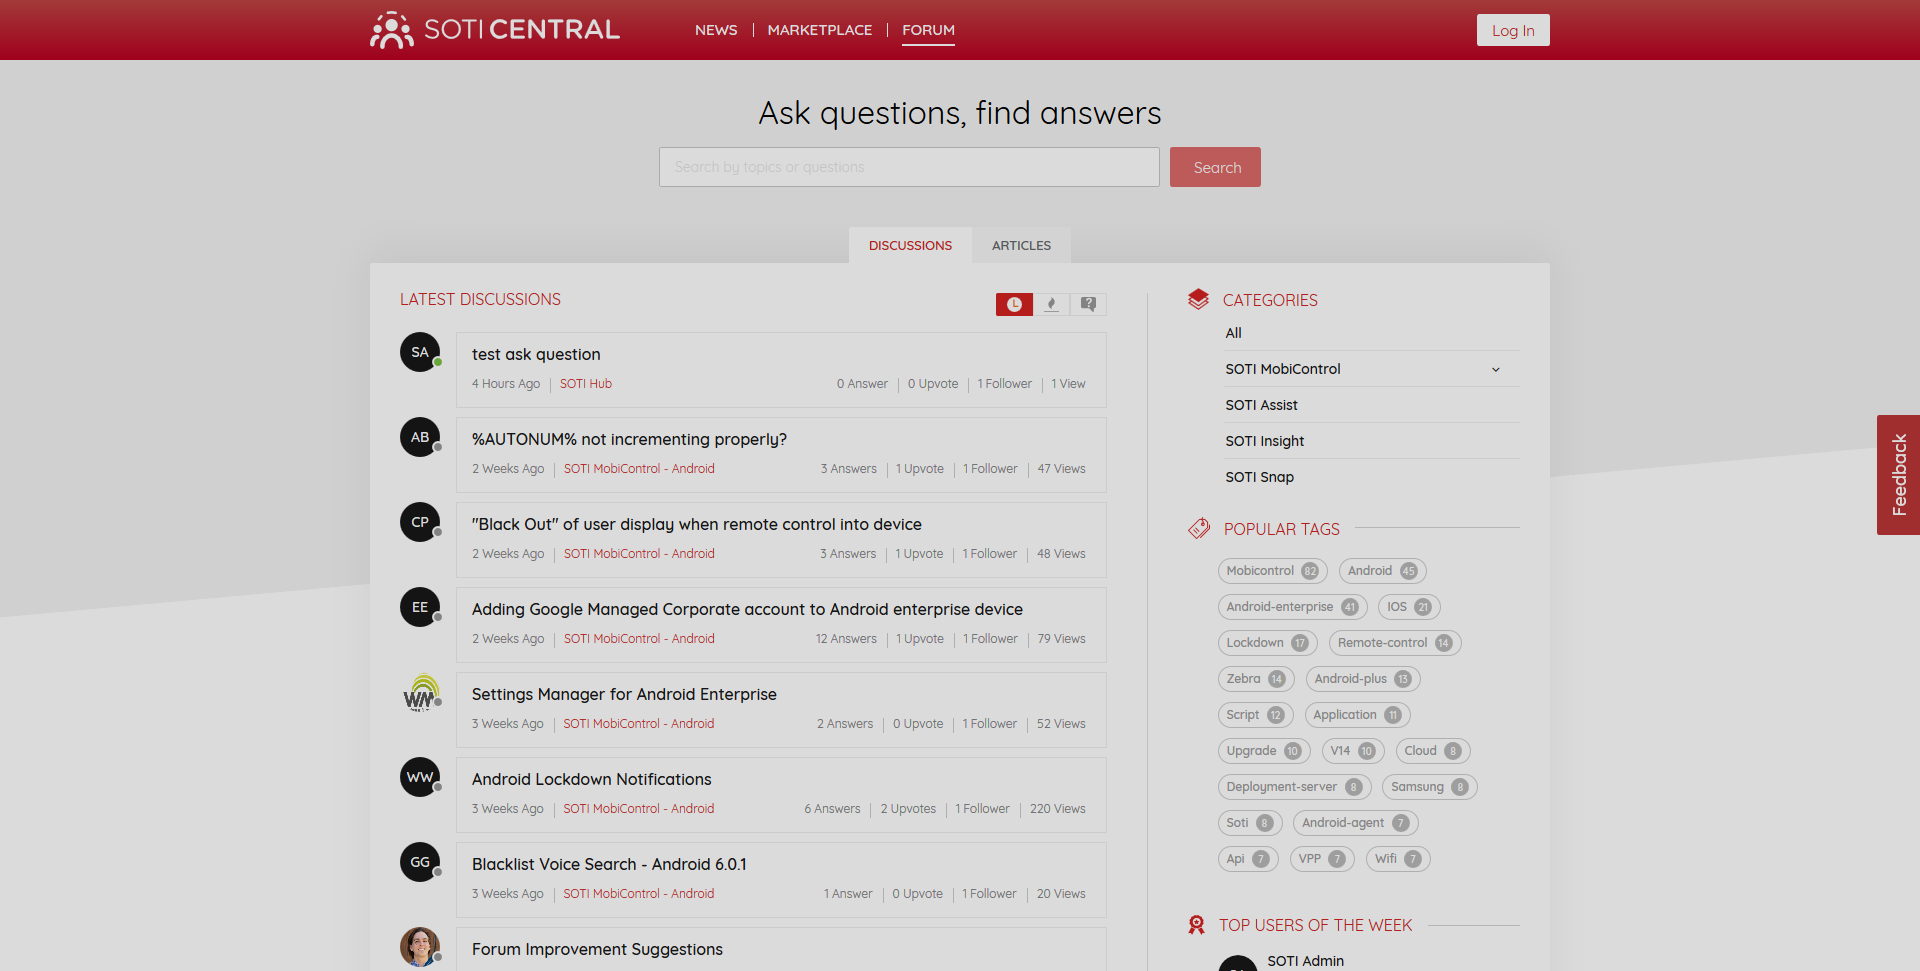 SOTI CENTRAL
NEWS
MARKETPLACE
FORUM
Log In
Ask questions, find answers
Search by topics or questions
Search
DISCUSSIONS
ARTICLES
LATEST DISCUSSIONS
SA
test ask question
4 Hours Ago SOTI Hub 0 Answer 0 Upvote 1 Follower 1 View
AB
%AUTONUM% not incrementing properly?
2 Weeks Ago SOTI MobiControl - Android 3 Answers 1 Upvote 1 Follower 47 Views
CP
"Black Out" of user display when remote control into device
2 Weeks Ago SOTI MobiControl - Android 3 Answers 1 Upvote 1 Follower 48 Views
EE
Adding Google Managed Corporate account to Android enterprise device
2 Weeks Ago SOTI MobiControl - Android 12 Answers 1 Upvote 1 Follower 79 Views
WM
Settings Manager for Android Enterprise
3 Weeks Ago SOTI MobiControl - Android 2 Answers 0 Upvote 1 Follower 52 Views
WW
Android Lockdown Notifications
3 Weeks Ago SOTI MobiControl - Android 6 Answers 2 Upvotes 1 Follower 220 Views
GG
Blacklist Voice Search - Android 6.0.1
3 Weeks Ago SOTI MobiControl - Android 1 Answer 0 Upvote 1 Follower 20 Views
Forum Improvement Suggestions
CATEGORIES
All
SOTI MobiControl
SOTI Assist
SOTI Insight
SOTI Snap
POPULAR TAGS
Mobicontrol 82 Android 45
Android-enterprise 41 IOS 21
Lockdown 17 Remote-control 14
Zebra 14 Android-plus 13
Script 12 Application 11
Upgrade 10 V14 10 Cloud 8
Deployment-server 8 Samsung 8
Soti 8 Android-agent 7
Api 7 VPP 7 Wifi 7
TOP USERS OF THE WEEK
SOTI Admin
Feedback